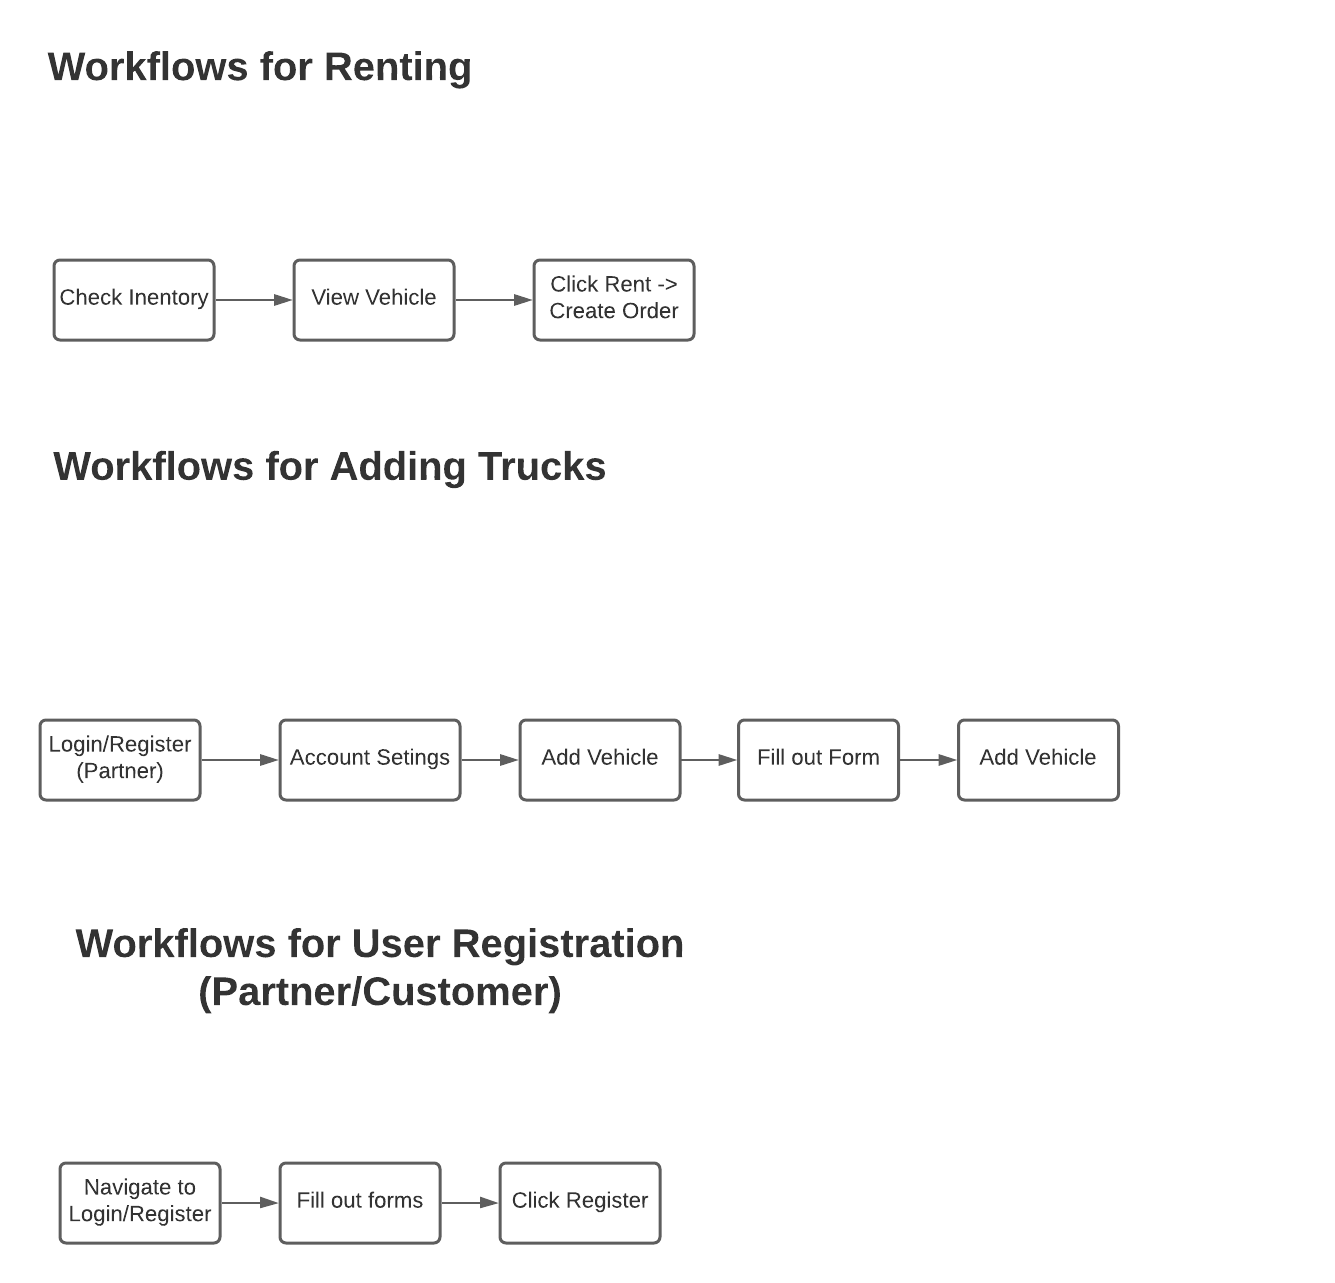 Workflows for Renting
Check Inentory
View Vehicle
Click Rent ->
Create Order
Workflows for Adding Trucks
Login/Register
(Partner)
Account Setings
Add Vehicle
Fill out Form
Add Vehicle
Workflows for User Registration
(Partner/Customer)
Navigate to
Login/Register
Fill out forms
Click Register